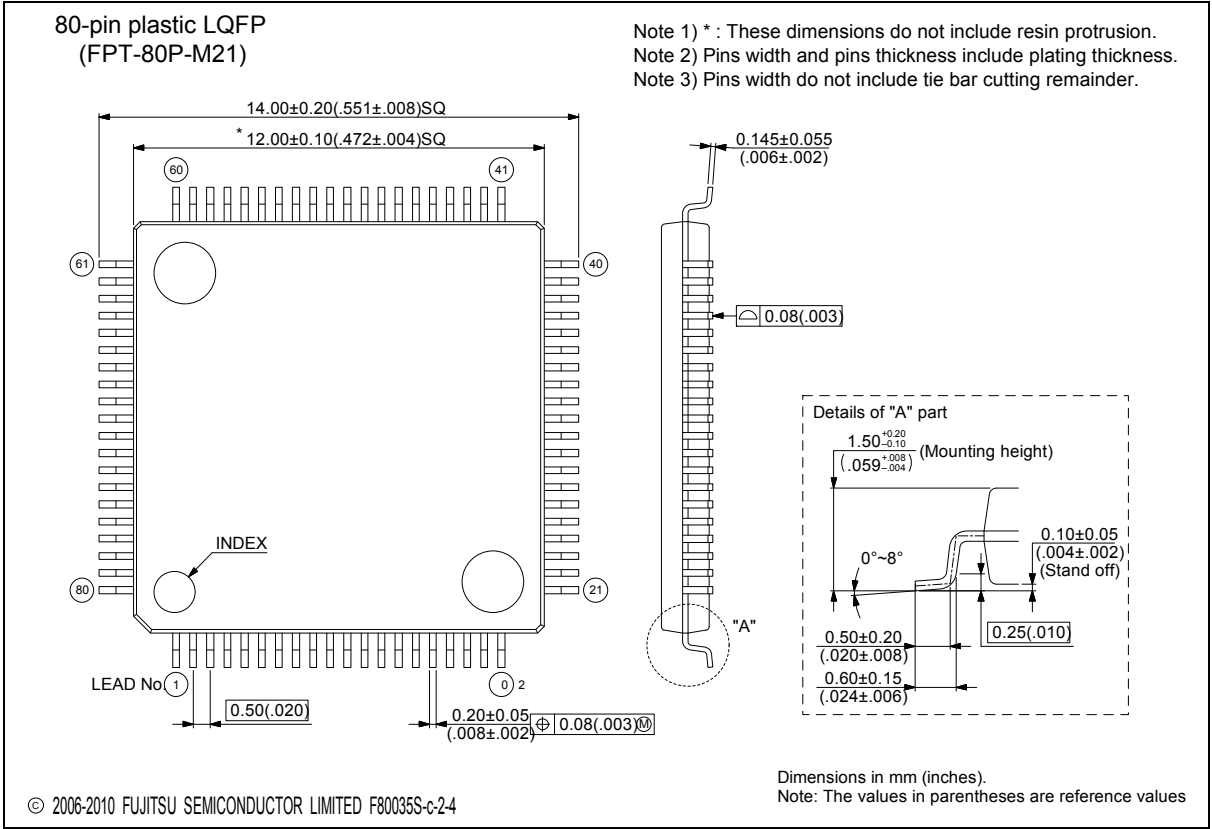 80-pin plastic LQFP
(FPT-80P-M21)
Note 1) * : These dimensions do not include resin protrusion.
Note 2) Pins width and pins thickness include plating thickness.
Note 3) Pins width do not include tie bar cutting remainder.
14.00±0.20(.551±.008)SQ
* 12.00±0.10(.472±.004)SQ
0.145±0.055
(.006±.002)
60
41
61
40
0.08(.003)
Details of "A" part
1.50 +0.20 −0.10 (Mounting height)
(.059 +.008 −.004)
INDEX
0.10±0.05
(.004±.002)
(Stand off)
0°~8°
80
21
"A"
0.25(.010)
0.50±0.20
(.020±.008)
0.60±0.15
(.024±.006)
LEAD No. 1
0 2
0.50(.020)
0.20±0.05
(.008±.002)
⌖ 0.08(.003)Ⓜ
Dimensions in mm (inches).
Note: The values in parentheses are reference values
© 2006-2010 FUJITSU SEMICONDUCTOR LIMITED F80035S-c-2-4